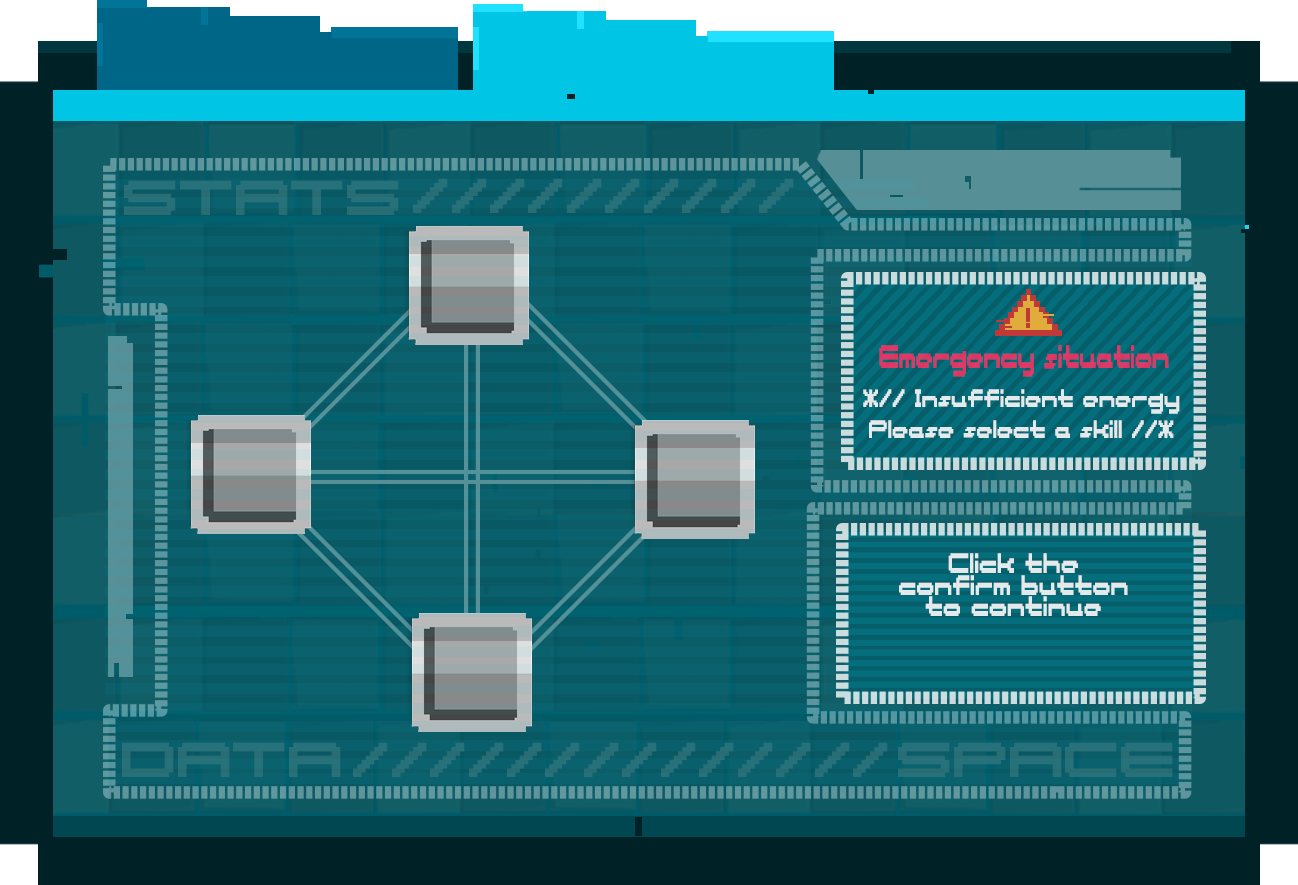 STATS//////////
!
Emergency situation
Ж// Insufficient energy
Please select a skill //Ж
Click the
confirm button
to continue
DATA///////////////SPACE